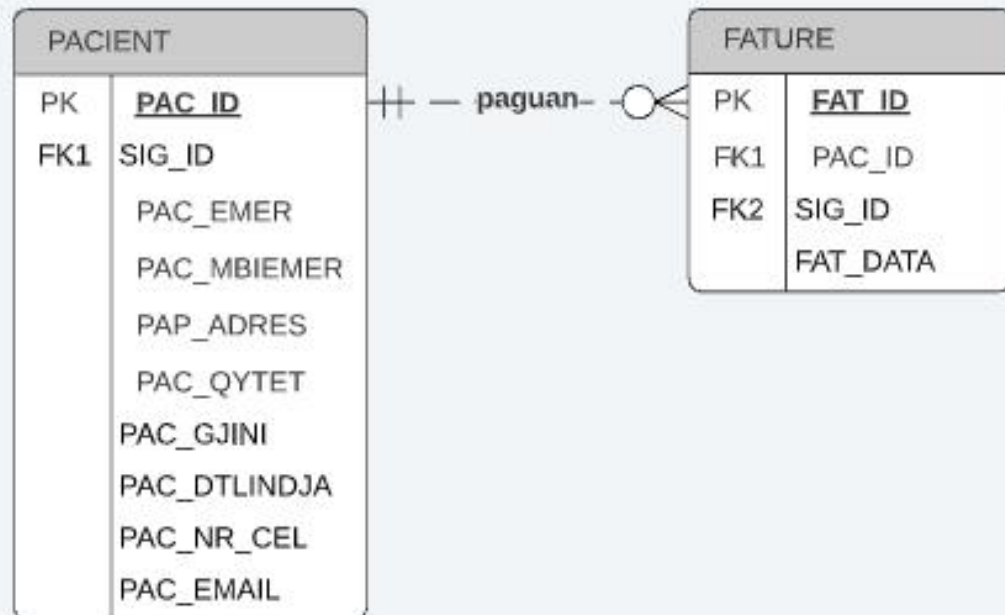 PACIENT
PK PAC_ID
FK1 SIG_ID
PAC_EMER
PAC_MBIEMER
PAP_ADRES
PAC_QYTET
PAC_GJINI
PAC_DTLINDJA
PAC_NR_CEL
PAC_EMAIL
paguan
FATURE
PK FAT_ID
FK1 PAC_ID
FK2 SIG_ID
FAT_DATA